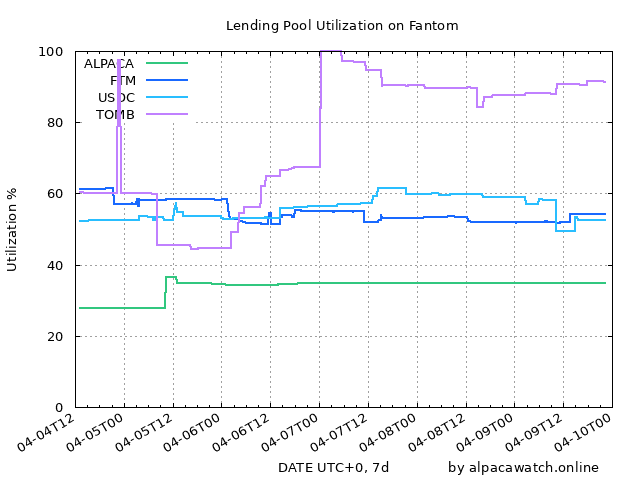 Lending Pool Utilization on Fantom
100
80
60
40
20
0
Utilization %
ALPACA
FTM
USDC
TOMB
04-04T12
04-05T00
04-05T12
04-06T00
04-06T12
04-07T00
04-07T12
04-08T00
04-08T12
04-09T00
04-09T12
04-10T00
DATE UTC+0, 7d
by alpacawatch.online